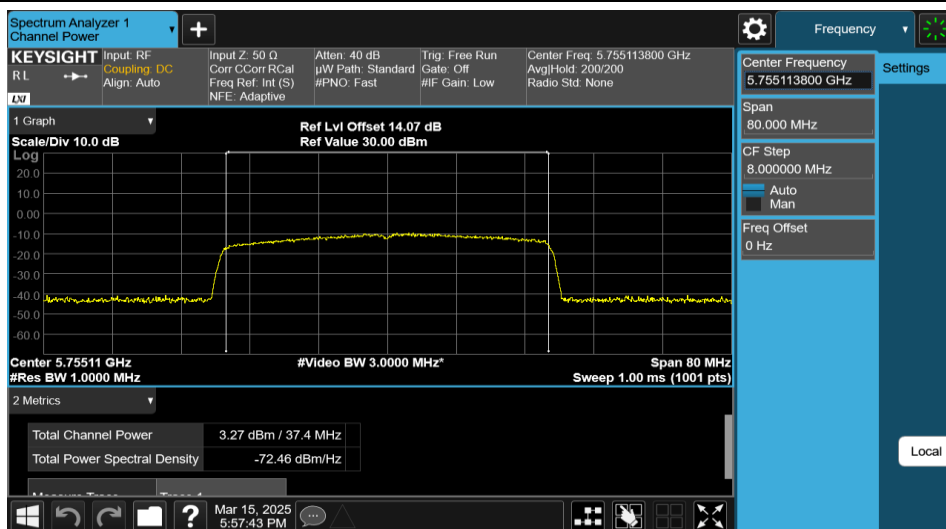 Spectrum Analyzer 1
Channel Power
Frequency
KEYSIGHT
R L
LXI
Input: RF
Coupling: DC
Align: Auto
Input Z: 50 Ω
Corr CCorr RCal
Freq Ref: Int (S)
NFE: Adaptive
Atten: 40 dB
µW Path: Standard
#PNO: Fast
Trig: Free Run
Gate: Off
#IF Gain: Low
Center Freq: 5.755113800 GHz
Avg|Hold: 200/200
Radio Std: None
Center Frequency
5.755113800 GHz
Settings
Span
80.000 MHz
CF Step
8.000000 MHz
Auto
Man
Freq Offset
0 Hz
1 Graph
Scale/Div 10.0 dB
Ref Lvl Offset 14.07 dB
Ref Value 30.00 dBm
Log
20.0
10.0
0.00
-10.0
-20.0
-30.0
-40.0
-50.0
-60.0
Center 5.75511 GHz
#Video BW 3.0000 MHz*
Span 80 MHz
#Res BW 1.0000 MHz
Sweep 1.00 ms (1001 pts)
2 Metrics
Total Channel Power 3.27 dBm / 37.4 MHz
Total Power Spectral Density -72.46 dBm/Hz
Measure Trace Trace 1
Local
Mar 15, 2025
5:57:43 PM